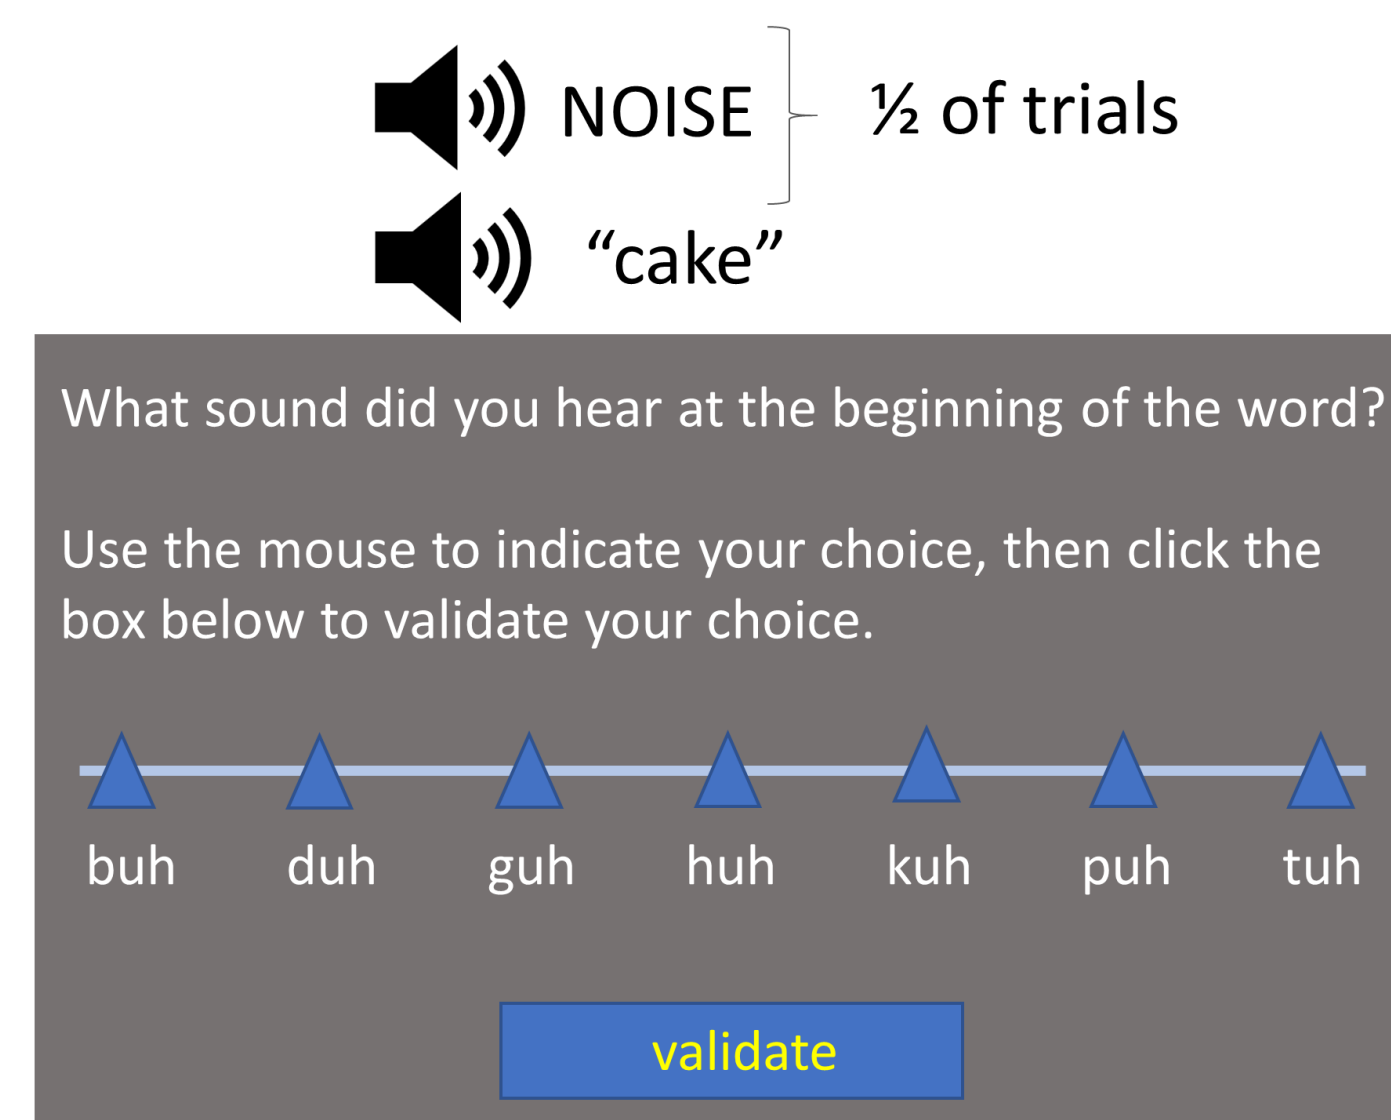 NOISE ½ of trials
“cake”
What sound did you hear at the beginning of the word?
Use the mouse to indicate your choice, then click the
box below to validate your choice.
buh duh guh huh kuh puh tuh
validate